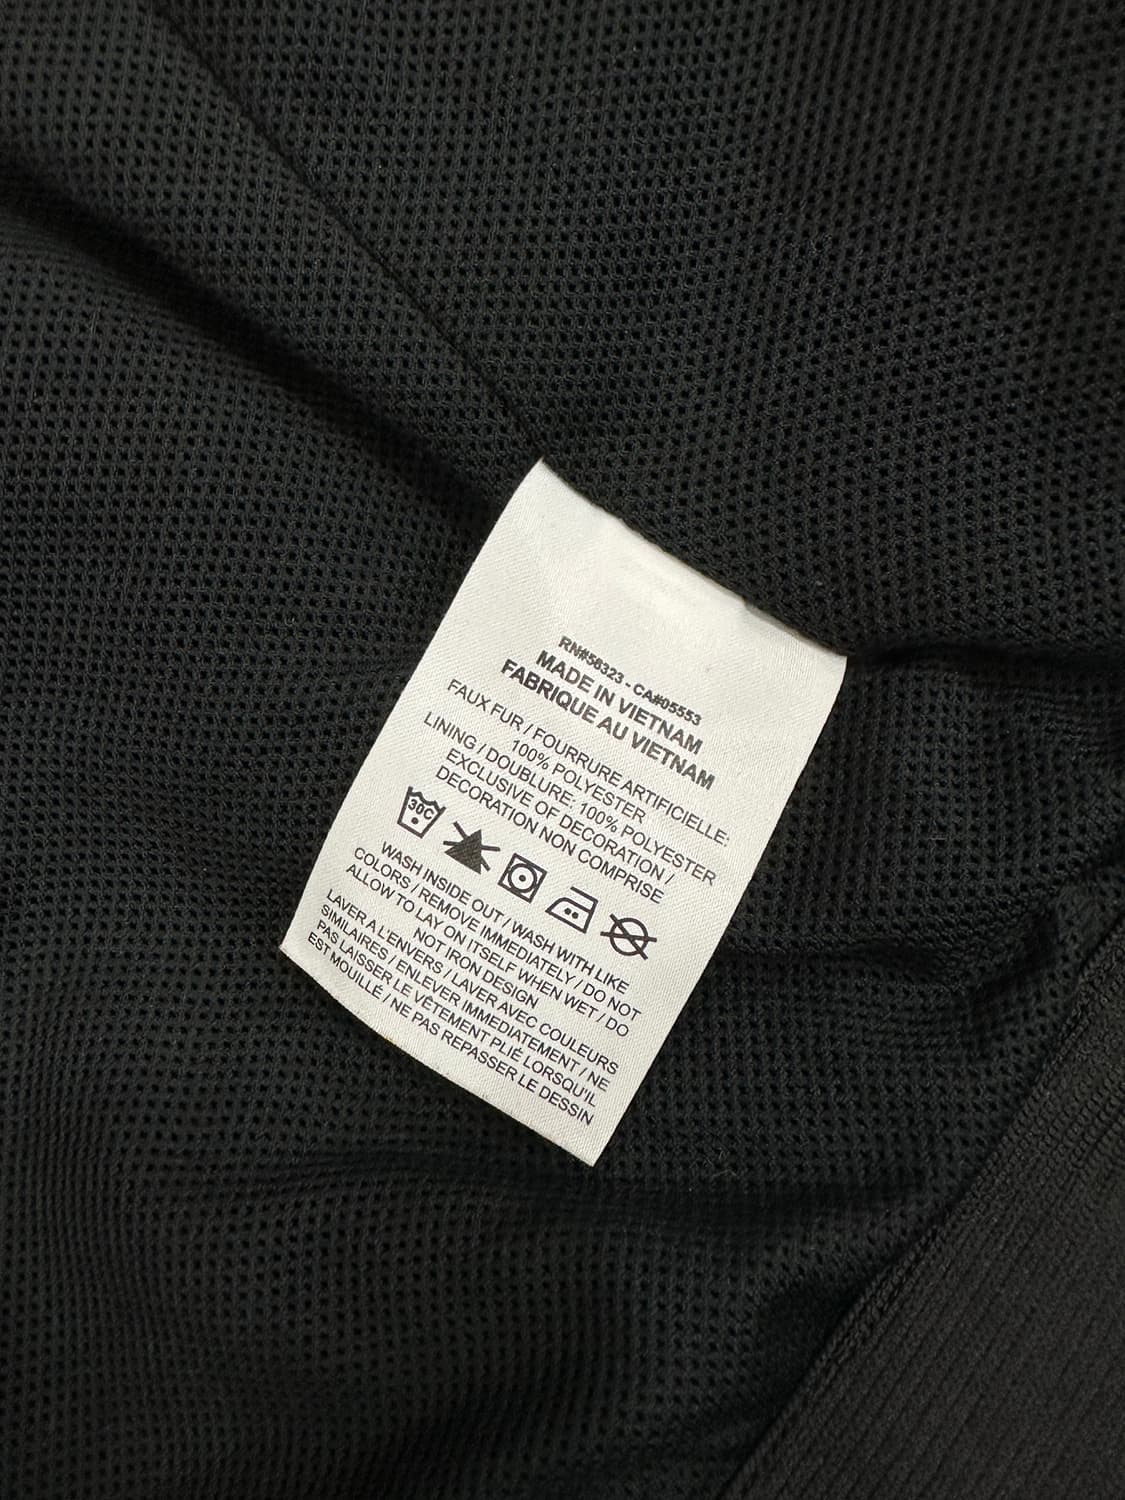 RN#56323 - CA#05553
MADE IN VIETNAM
FABRIQUE AU VIETNAM
FAUX FUR / FOURRURE ARTIFICIELLE:
100% POLYESTER
LINING / DOUBLURE: 100% POLYESTER
EXCLUSIVE OF DECORATION /
DECORATION NON COMPRISE
30C
WASH INSIDE OUT / WASH WITH LIKE
COLORS / REMOVE IMMEDIATELY / DO NOT
ALLOW TO LAY ON ITSELF WHEN WET / DO
NOT IRON DESIGN
LAVER A L'ENVERS / LAVER AVEC COULEURS
SIMILAIRES / ENLEVER IMMEDIATEMENT / NE
PAS LAISSER LE VÊTEMENT PLIÉ LORSQU'IL
EST MOUILLÉ / NE PAS REPASSER LE DESSIN